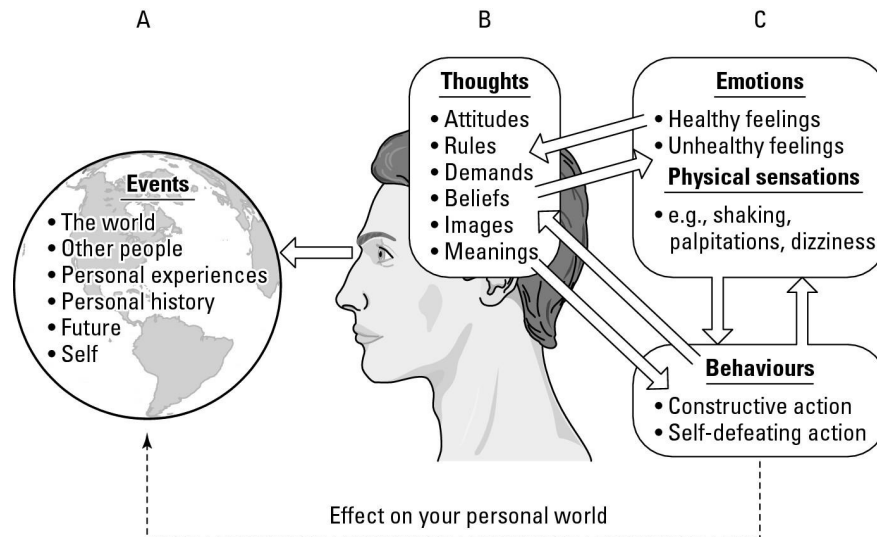 A
B
C
Events
• The world
• Other people
• Personal experiences
• Personal history
• Future
• Self
Thoughts
• Attitudes
• Rules
• Demands
• Beliefs
• Images
• Meanings
Emotions
• Healthy feelings
• Unhealthy feelings
Physical sensations
• e.g., shaking,
palpitations, dizziness
Behaviours
• Constructive action
• Self-defeating action
Effect on your personal world